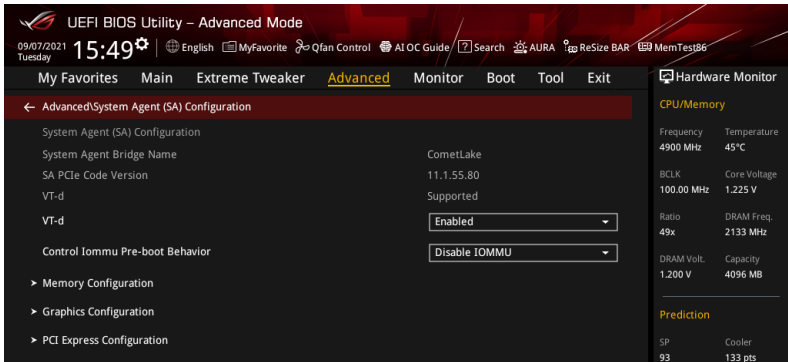 UEFI BIOS Utility – Advanced Mode
09/07/2021 Tuesday 15:49 English MyFavorite Qfan Control AI OC Guide ? Search AURA ReSize BAR MemTest86
My Favorites Main Extreme Tweaker Advanced Monitor Boot Tool Exit Hardware Monitor
← Advanced\System Agent (SA) Configuration
System Agent (SA) Configuration
System Agent Bridge Name CometLake
SA PCIe Code Version 11.1.55.80
VT-d Supported
VT-d Enabled
Control Iommu Pre-boot Behavior Disable IOMMU
> Memory Configuration
> Graphics Configuration
> PCI Express Configuration
CPU/Memory
Frequency Temperature
4900 MHz 45°C
BCLK Core Voltage
100.00 MHz 1.225 V
Ratio DRAM Freq.
49x 2133 MHz
DRAM Volt. Capacity
1.200 V 4096 MB
Prediction
SP Cooler
93 133 pts